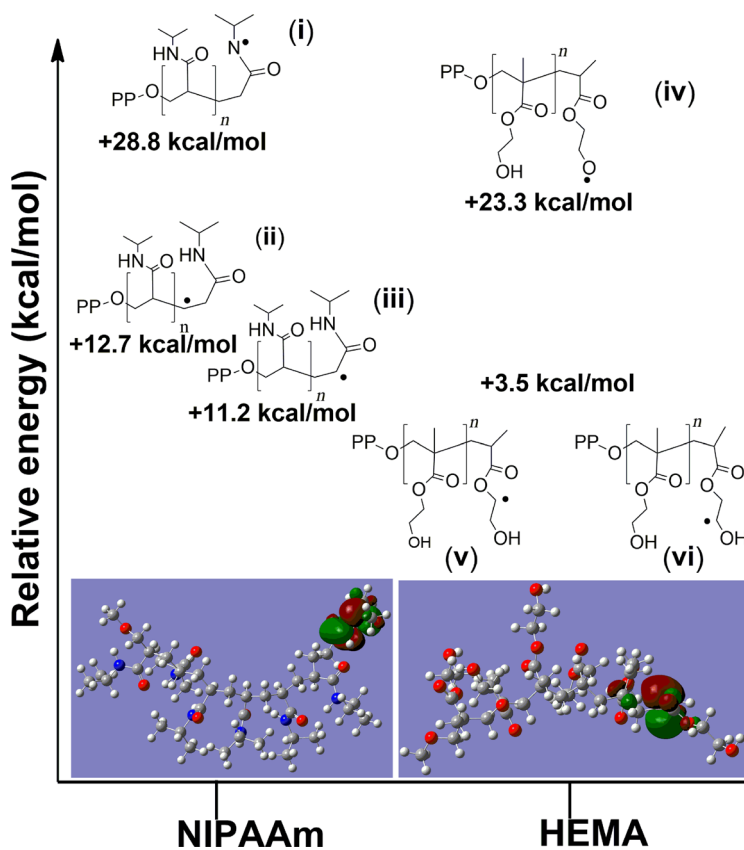 Relative energy (kcal/mol)
(i)
HN
O
N•
O
PP
O
n
+28.8 kcal/mol
n
PP
O
O
O
O
O
OH
O
•
(iv)
+23.3 kcal/mol
(ii)
HN
O
HN
O
PP
O
•
n
+12.7 kcal/mol
(iii)
HN
O
HN
O
PP
O
•
n
+11.2 kcal/mol
+3.5 kcal/mol
n
PP
O
O
O
O
O
•
OH
OH
(v)
n
PP
O
O
O
O
O
•
OH
OH
(vi)
NIPAAm
HEMA